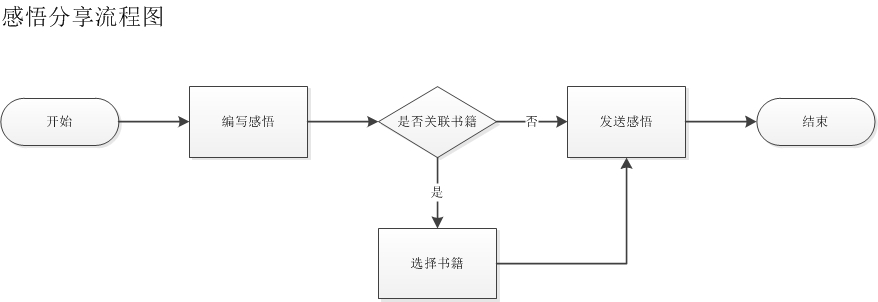 感悟分享流程图
开始
编写感悟
是否关联书籍
否
发送感悟
结束
是
选择书籍